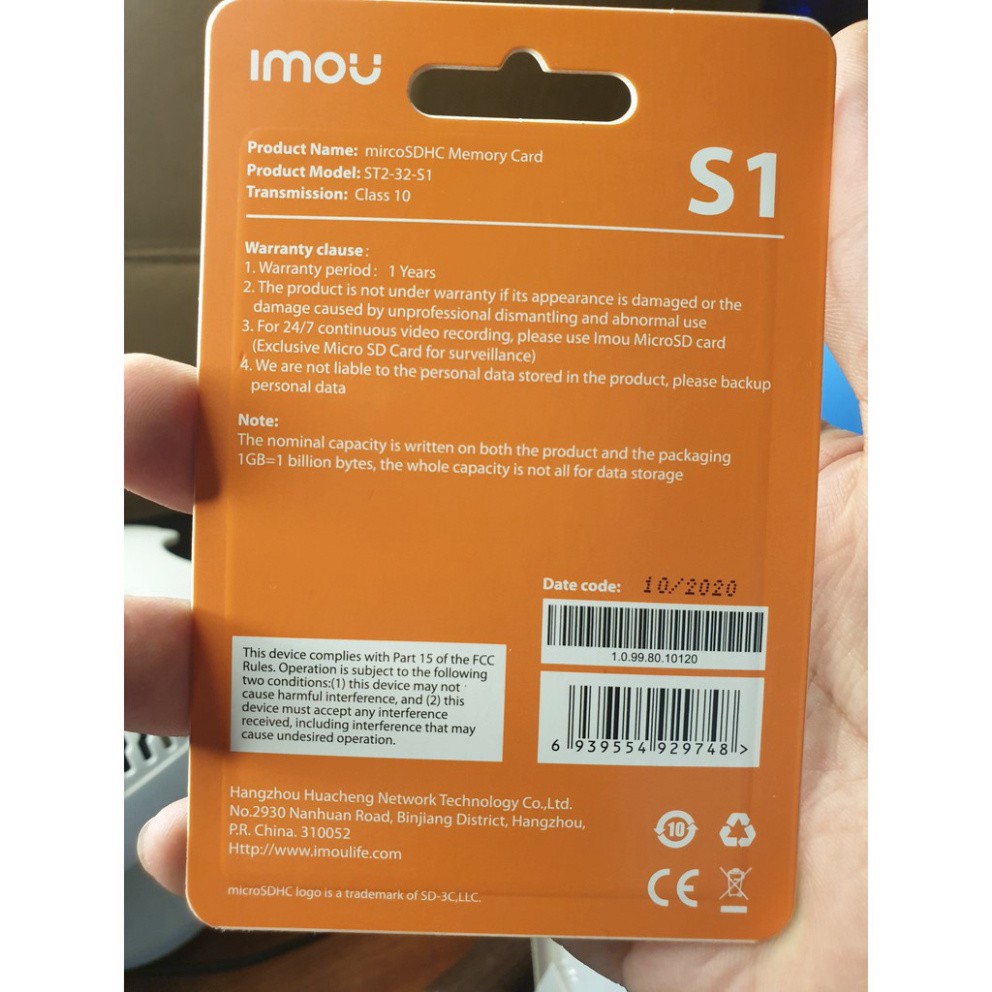 imou
S1
Product Name: mircoSDHC Memory Card
Product Model: ST2-32-S1
Transmission: Class 10
Warranty clause:
1. Warranty period: 1 Years
2. The product is not under warranty if its appearance is damaged or the
damage caused by unprofessional dismantling and abnormal use
3. For 24/7 continuous video recording, please use Imou MicroSD card
(Exclusive Micro SD Card for surveillance)
4. We are not liable to the personal data stored in the product, please backup
personal data
Note:
The nominal capacity is written on both the product and the packaging
1GB=1 billion bytes, the whole capacity is not all for data storage
Date code: 10/2020
1.0.99.80.10120
6 939554 929748 >
This device complies with Part 15 of the FCC
Rules. Operation is subject to the following
two conditions:(1) this device may not
cause harmful interference, and (2) this
device must accept any interference
received, including interference that may
cause undesired operation.
Hangzhou Huacheng Network Technology Co.,Ltd.
No.2930 Nanhuan Road, Binjiang District, Hangzhou,
P.R. China. 310052
Http://www.imoulife.com
10
CE
microSDHC logo is a trademark of SD-3C,LLC.